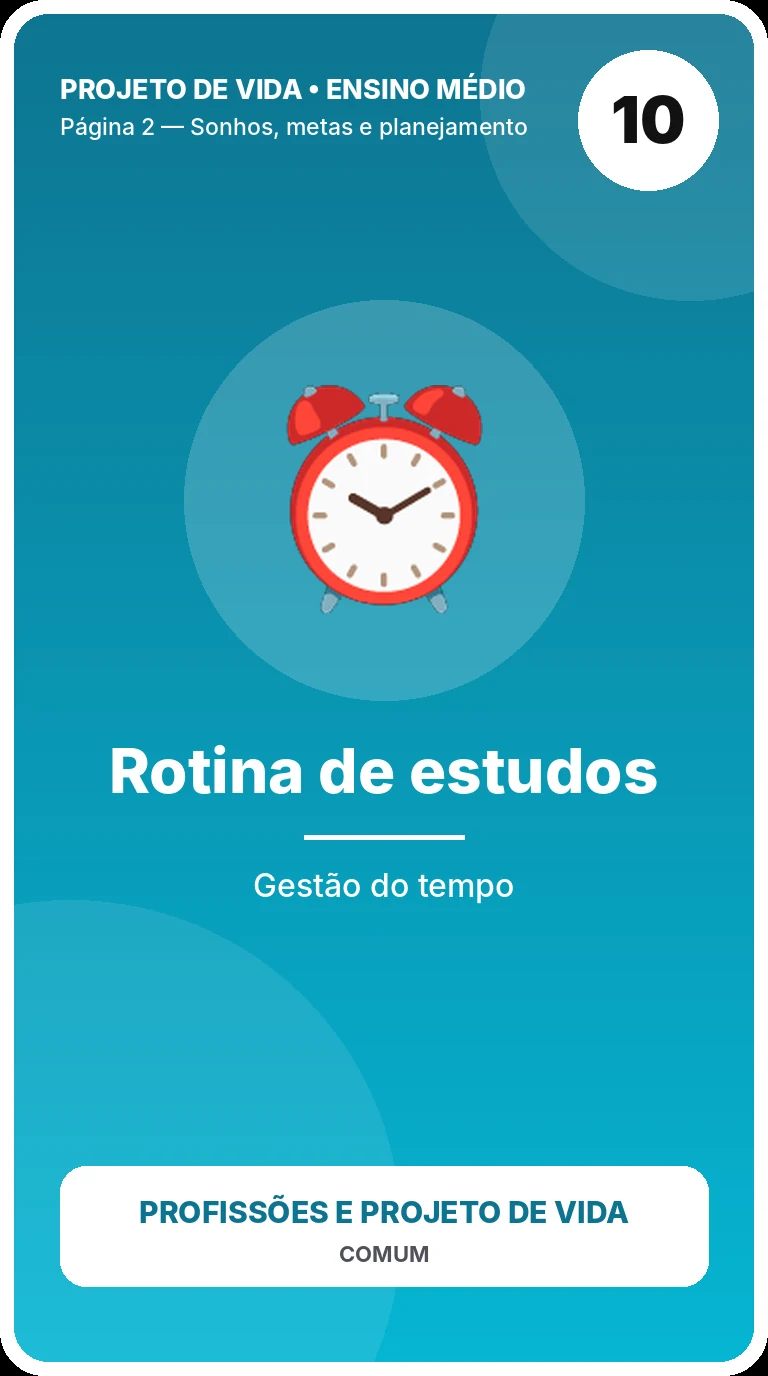 PROJETO DE VIDA • ENSINO MÉDIO
Página 2 — Sonhos, metas e planejamento
10
Rotina de estudos
Gestão do tempo
PROFISSÕES E PROJETO DE VIDA
COMUM